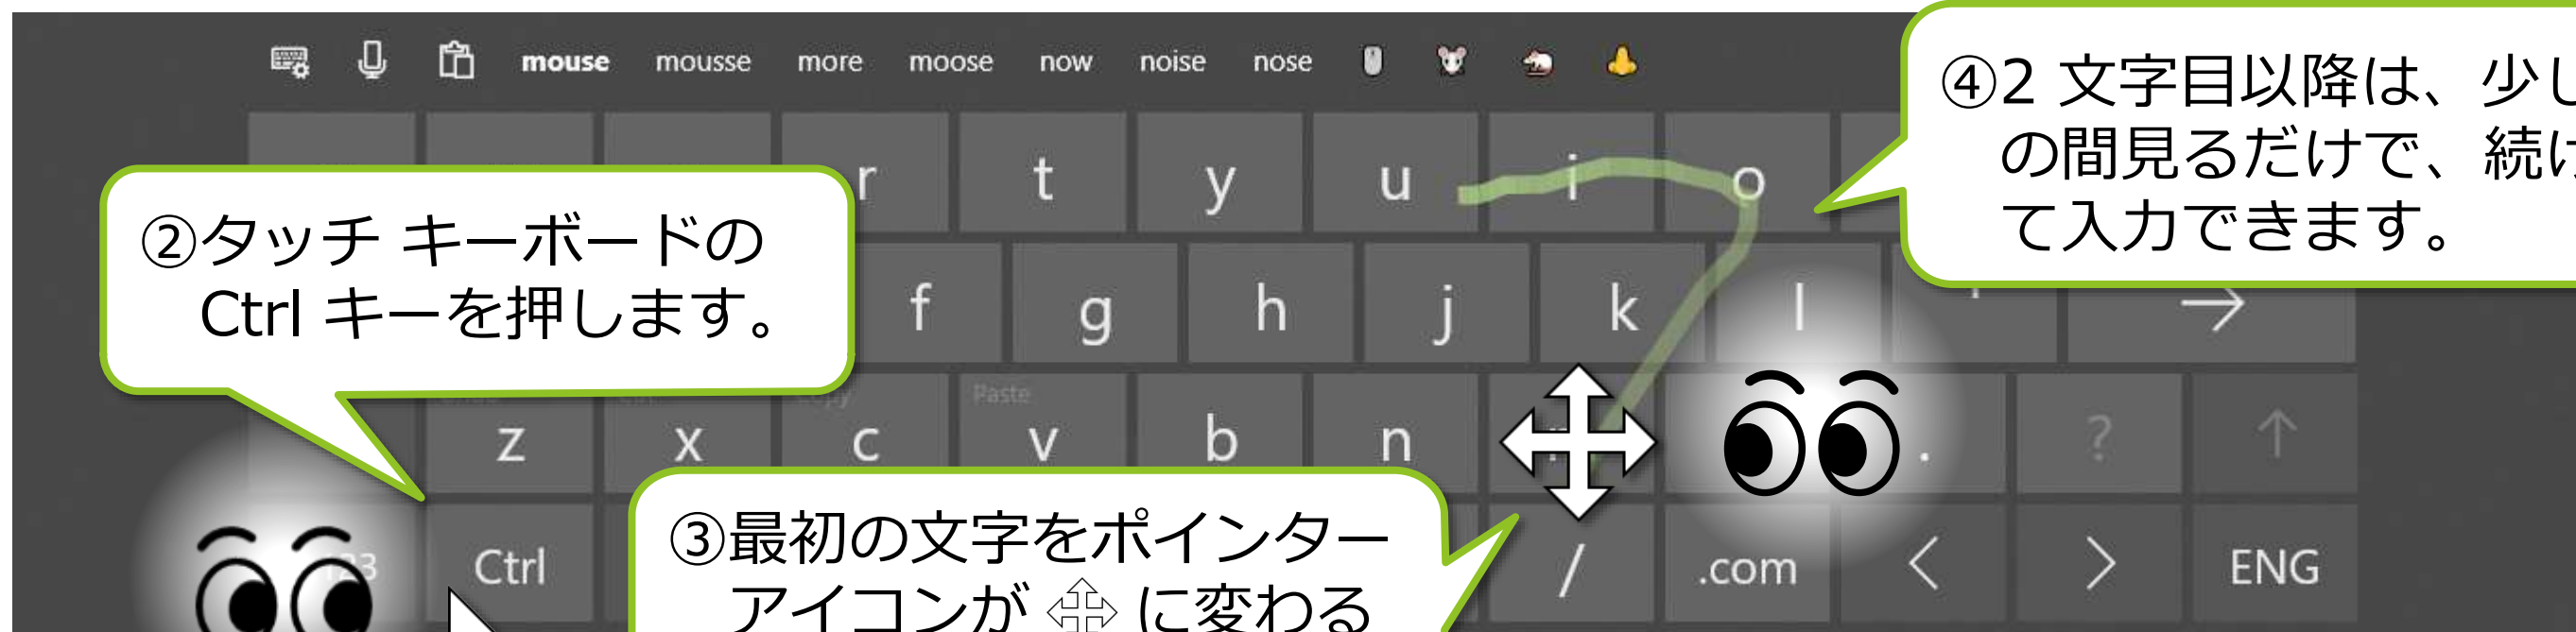 mouse mousse more moose now noise nose
④2 文字目以降は、少し
の間見るだけで、続け
て入力できます。
r t y u i o
②タッチ キーボードの
Ctrl キーを押します。
f g h j k l '
Paste
z x c v b n . ?
123 Ctrl / .com < > ENG
③最初の文字をポインター
アイコンが に変わる